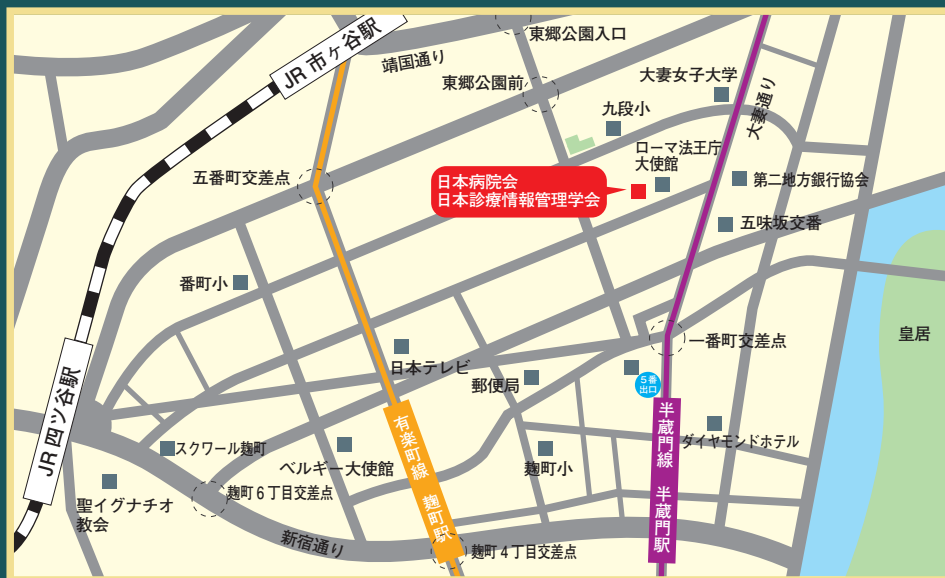 JR 市ヶ谷駅
靖国通り
東郷公園入口
東郷公園前
大妻女子大学
大妻通り
九段小
ローマ法王庁
大使館
五番町交差点
日本病院会
日本診療情報管理学会
第二地方銀行協会
五味坂交番
番町小
皇居
一番町交差点
日本テレビ
郵便局
5番
出口
JR 四ツ谷駅
有楽町線 麹町駅
半蔵門線 半蔵門駅
ダイヤモンドホテル
スクワール麹町
ベルギー大使館
麹町小
聖イグナチオ
教会
麹町6丁目交差点
新宿通り
麹町4丁目交差点